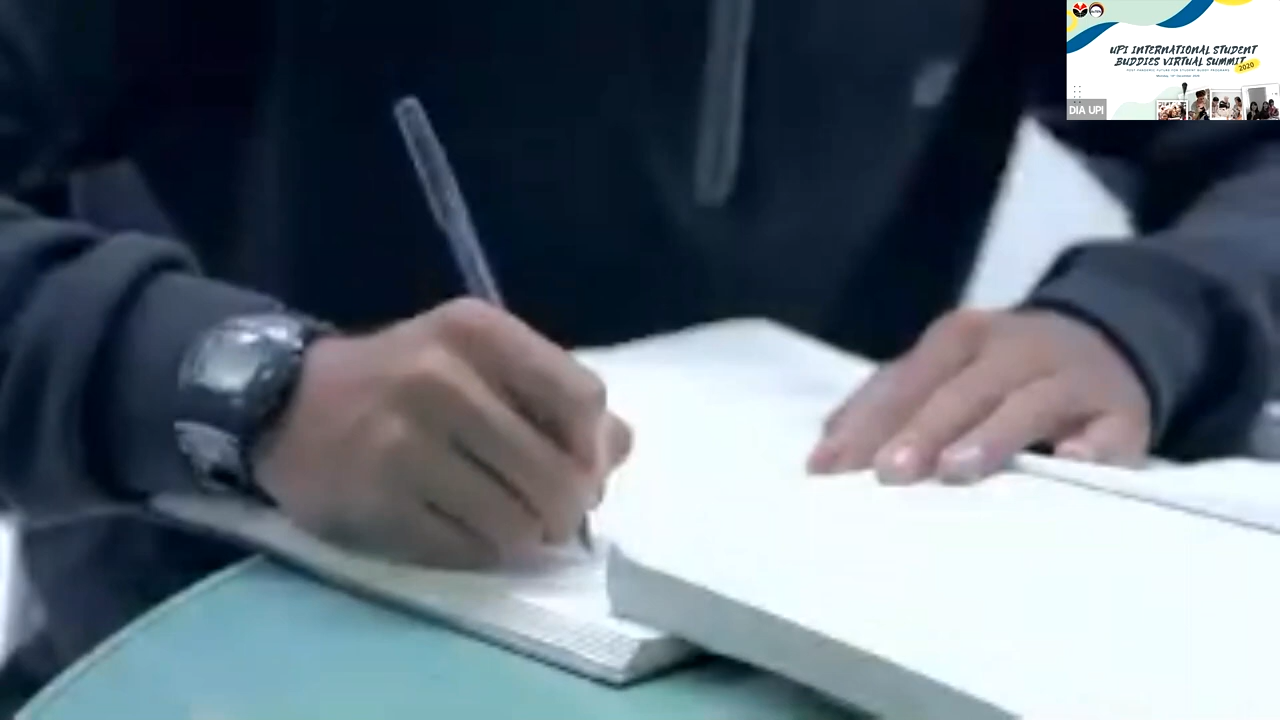 UPI INTERNATIONAL STUDENT
BUDDIES VIRTUAL SUMMIT
2020
DIA UPI